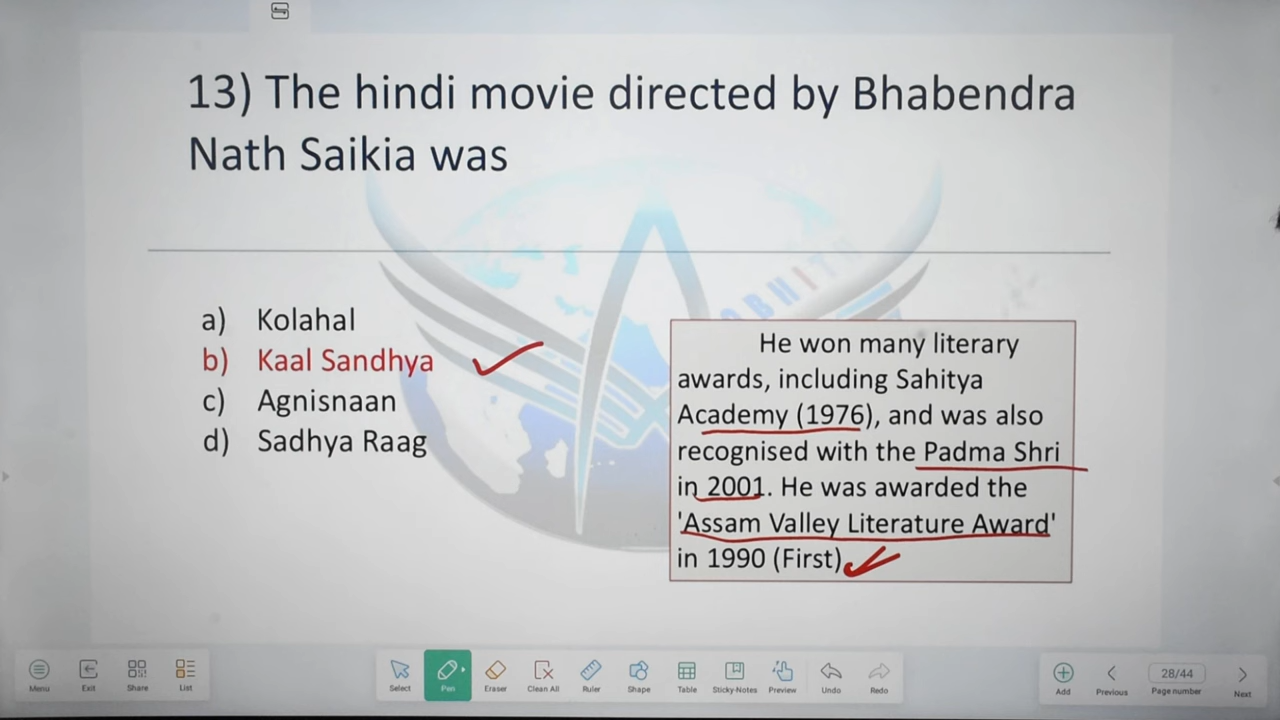 13) The hindi movie directed by Bhabendra
Nath Saikia was
a) Kolahal
b) Kaal Sandhya
c) Agnisnaan
d) Sadhya Raag
He won many literary
awards, including Sahitya
Academy (1976), and was also
recognised with the Padma Shri
in 2001. He was awarded the
'Assam Valley Literature Award'
in 1990 (First)
Menu Exit Share List Select Pen Eraser Clean All Ruler Shape Table Sticky-Notes Preview Undo Redo Add Previous 28/44 Page number Next